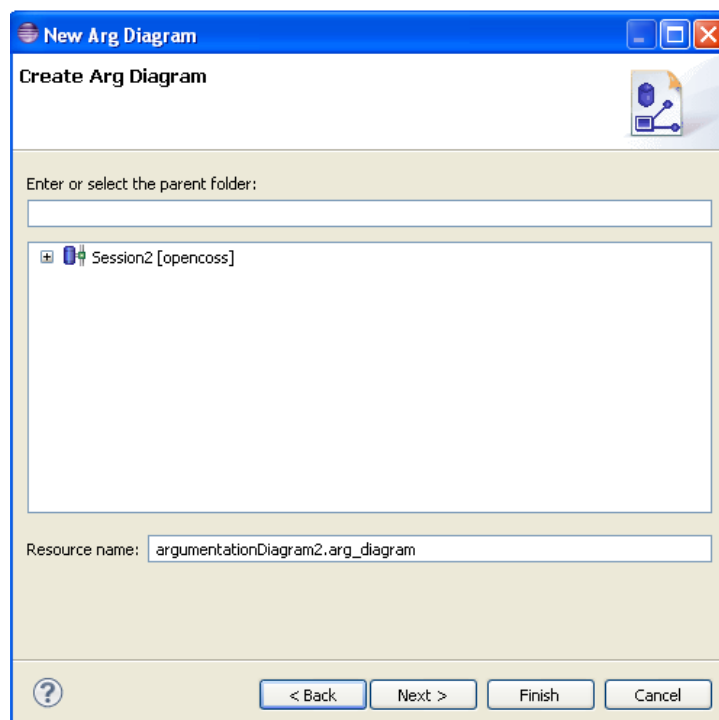 New Arg Diagram
Create Arg Diagram
Enter or select the parent folder:
Session2 [opencoss]
Resource name: argumentationDiagram2.arg_diagram
? < Back Next > Finish Cancel